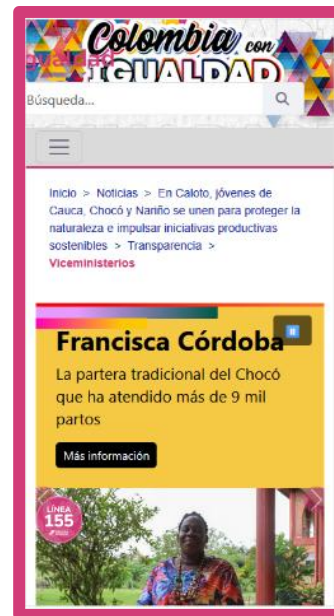 Colombia con
IGUALDAD
Igualdad
Búsqueda...
Inicio > Noticias > En Caloto, jóvenes de
Cauca, Chocó y Nariño se unen para proteger la
naturaleza e impulsar iniciativas productivas
sostenibles > Transparencia >
Viceministerios
Francisca Córdoba
La partera tradicional del Chocó
que ha atendido más de 9 mil
partos
Más información
LÍNEA
155